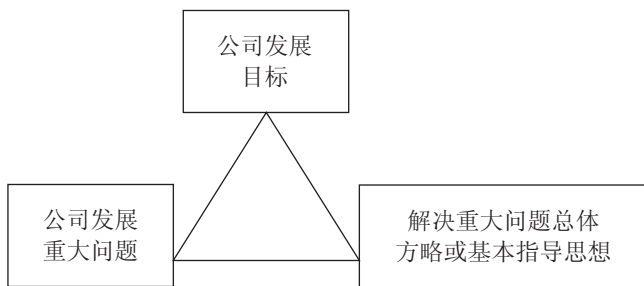 公司发展
目标
公司发展
重大问题
解决重大问题总体
方略或基本指导思想